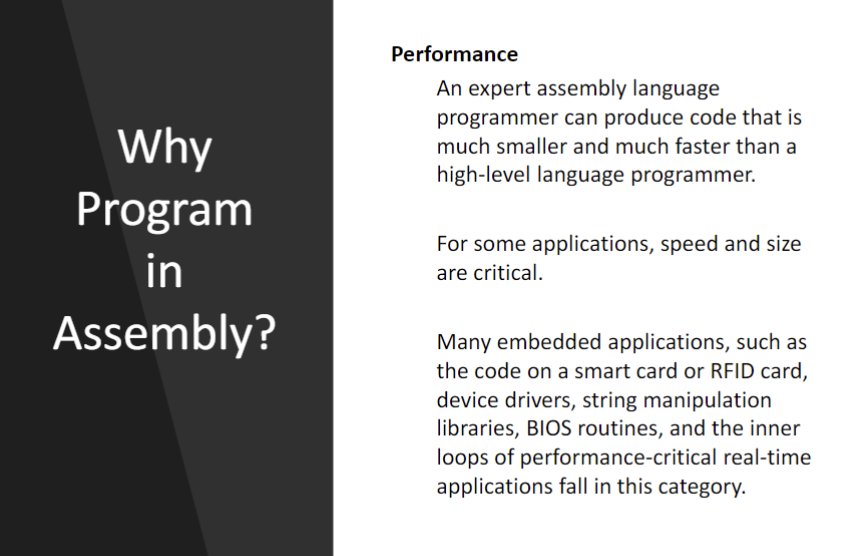 Why
Program
in
Assembly?
Performance
An expert assembly language
programmer can produce code that is
much smaller and much faster than a
high-level language programmer.
For some applications, speed and size
are critical.
Many embedded applications, such as
the code on a smart card or RFID card,
device drivers, string manipulation
libraries, BIOS routines, and the inner
loops of performance-critical real-time
applications fall in this category.